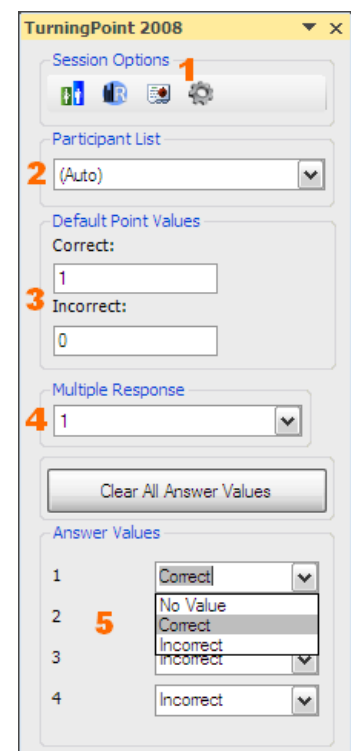 TurningPoint 2008
Session Options
1
Participant List
2
(Auto)
Default Point Values
Correct:
1
3
Incorrect:
0
Multiple Response
4
1
Clear All Answer Values
Answer Values
1 Correct
No Value
2
5
Correct
Incorrect
3 Incorrect
4 Incorrect